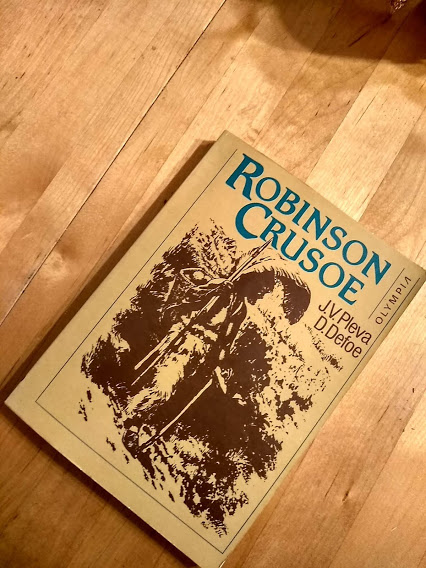 ROBINSON
CRUSOE
J.V.Pleva
D.Defoe
OLYMPIA